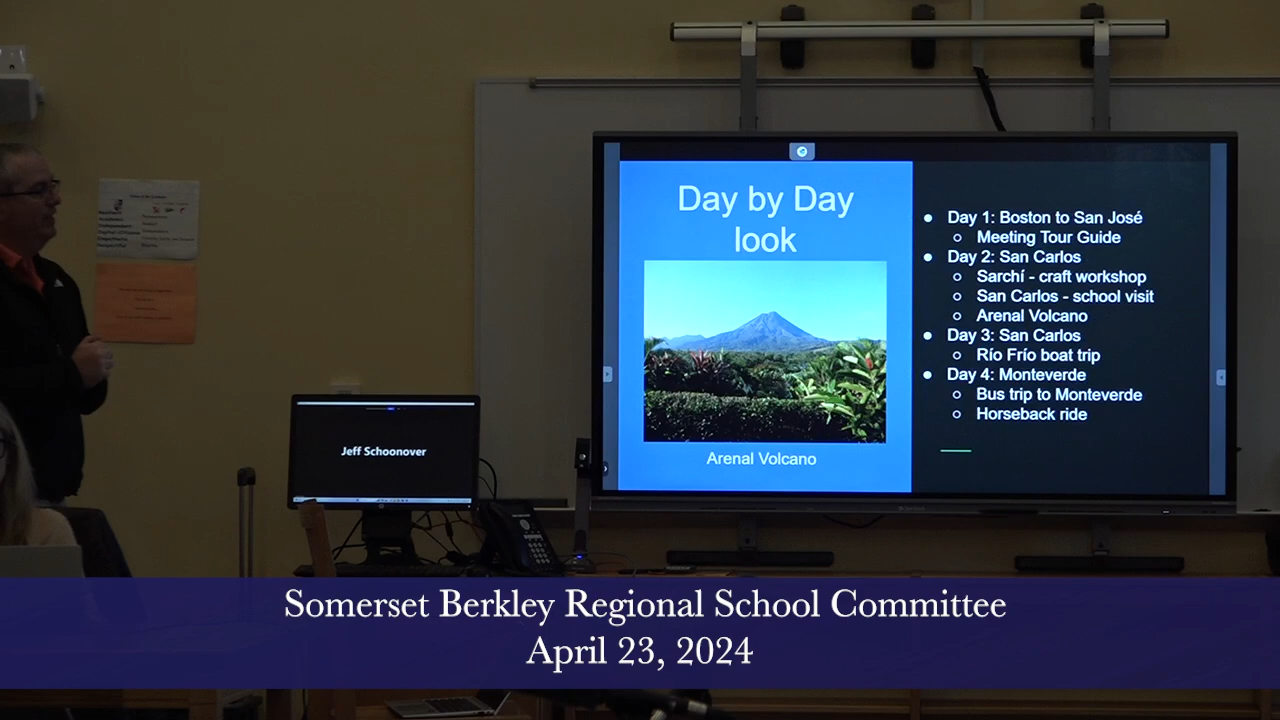 Day by Day
look
Arenal Volcano
● Day 1: Boston to San José
○ Meeting Tour Guide
● Day 2: San Carlos
○ Sarchí - craft workshop
○ San Carlos - school visit
○ Arenal Volcano
● Day 3: San Carlos
○ Río Frío boat trip
● Day 4: Monteverde
○ Bus trip to Monteverde
○ Horseback ride
Jeff Schoonover
Somerset Berkley Regional School Committee
April 23, 2024